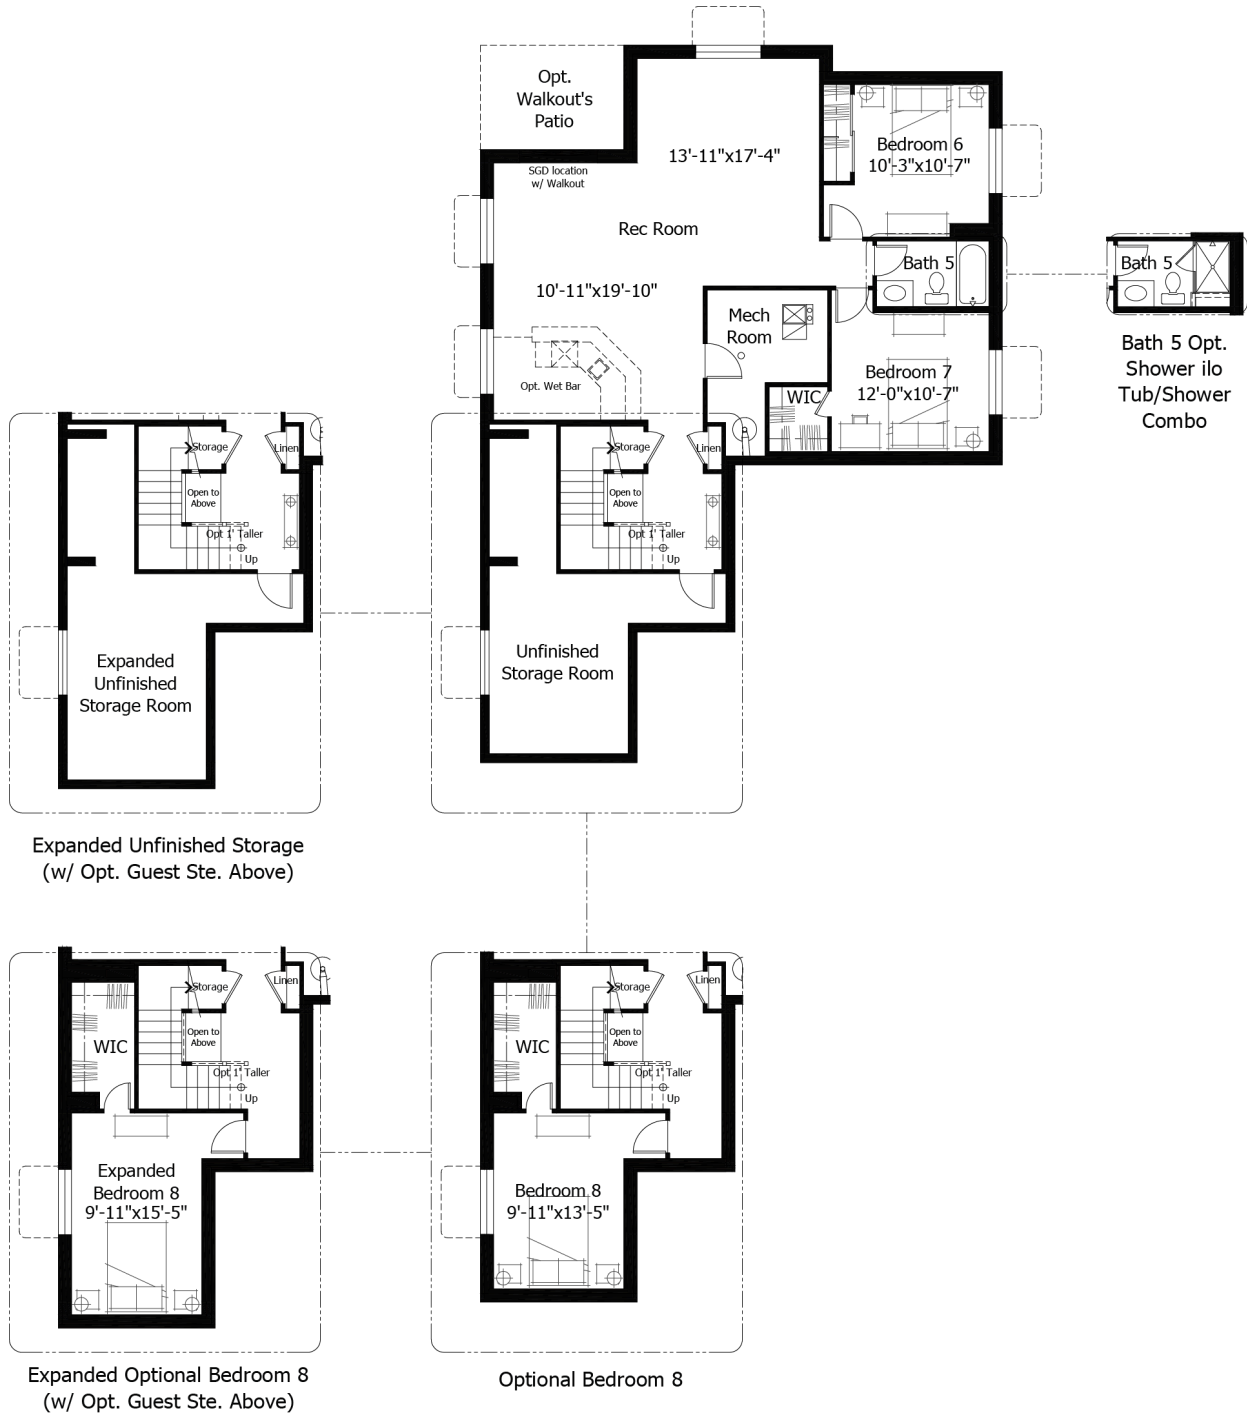 Opt.
Walkout's
Patio
SGD location
w/ Walkout
13'-11"x17'-4"
Rec Room
10'-11"x19'-10"
Bedroom 6
10'-3"x10'-7"
Bath 5
Mech
Room
Bedroom 7
12'-0"x10'-7"
WIC
Opt. Wet Bar
Bath 5
Bath 5 Opt.
Shower ilo
Tub/Shower
Combo
Storage
Linen
Open to
Above
Opt 1' Taller
Up
Expanded
Unfinished
Storage Room
Expanded Unfinished Storage
(w/ Opt. Guest Ste. Above)
Storage
Linen
Open to
Above
Opt 1' Taller
Up
Unfinished
Storage Room
Storage
Linen
Open to
Above
WIC
Opt 1' Taller
Up
Expanded
Bedroom 8
9'-11"x15'-5"
Expanded Optional Bedroom 8
(w/ Opt. Guest Ste. Above)
Storage
Linen
Open to
Above
WIC
Opt 1' Taller
Up
Bedroom 8
9'-11"x13'-5"
Optional Bedroom 8